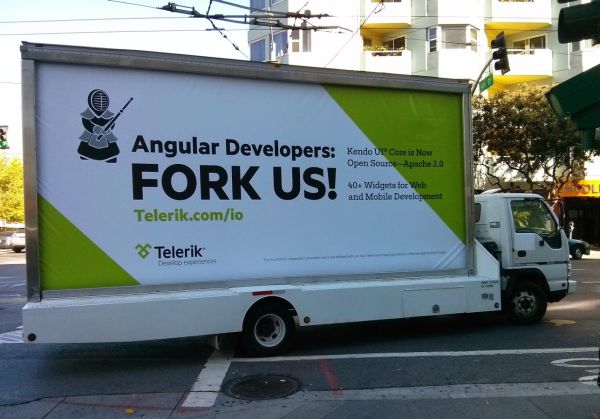 Angular Developers:
FORK US!
Telerik.com/io
Kendo UI® Core is Now
Open Source—Apache 2.0
40+ Widgets for Web
and Mobile Development
Telerik®
Develop experiences